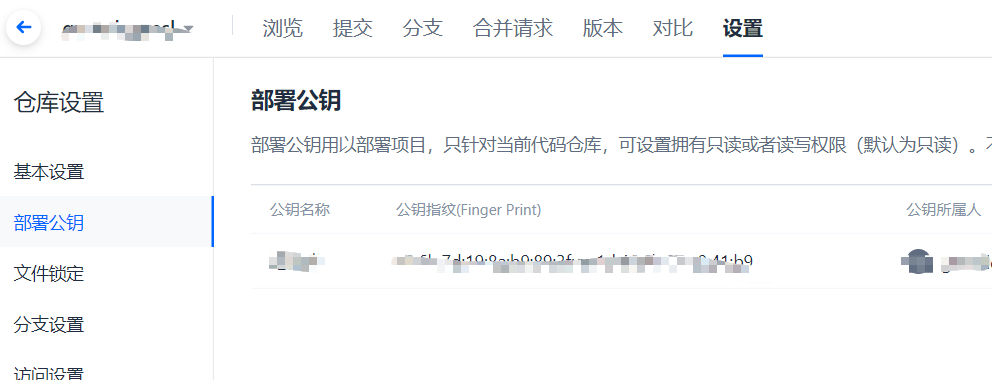 浏览 提交 分支 合并请求 版本 对比 设置
仓库设置
基本设置
部署公钥
文件锁定
分支设置
访问设置
部署公钥
部署公钥用以部署项目，只针对当前代码仓库，可设置拥有只读或者读写权限（默认为只读）。
公钥名称 公钥指纹(Finger Print) 公钥所属人